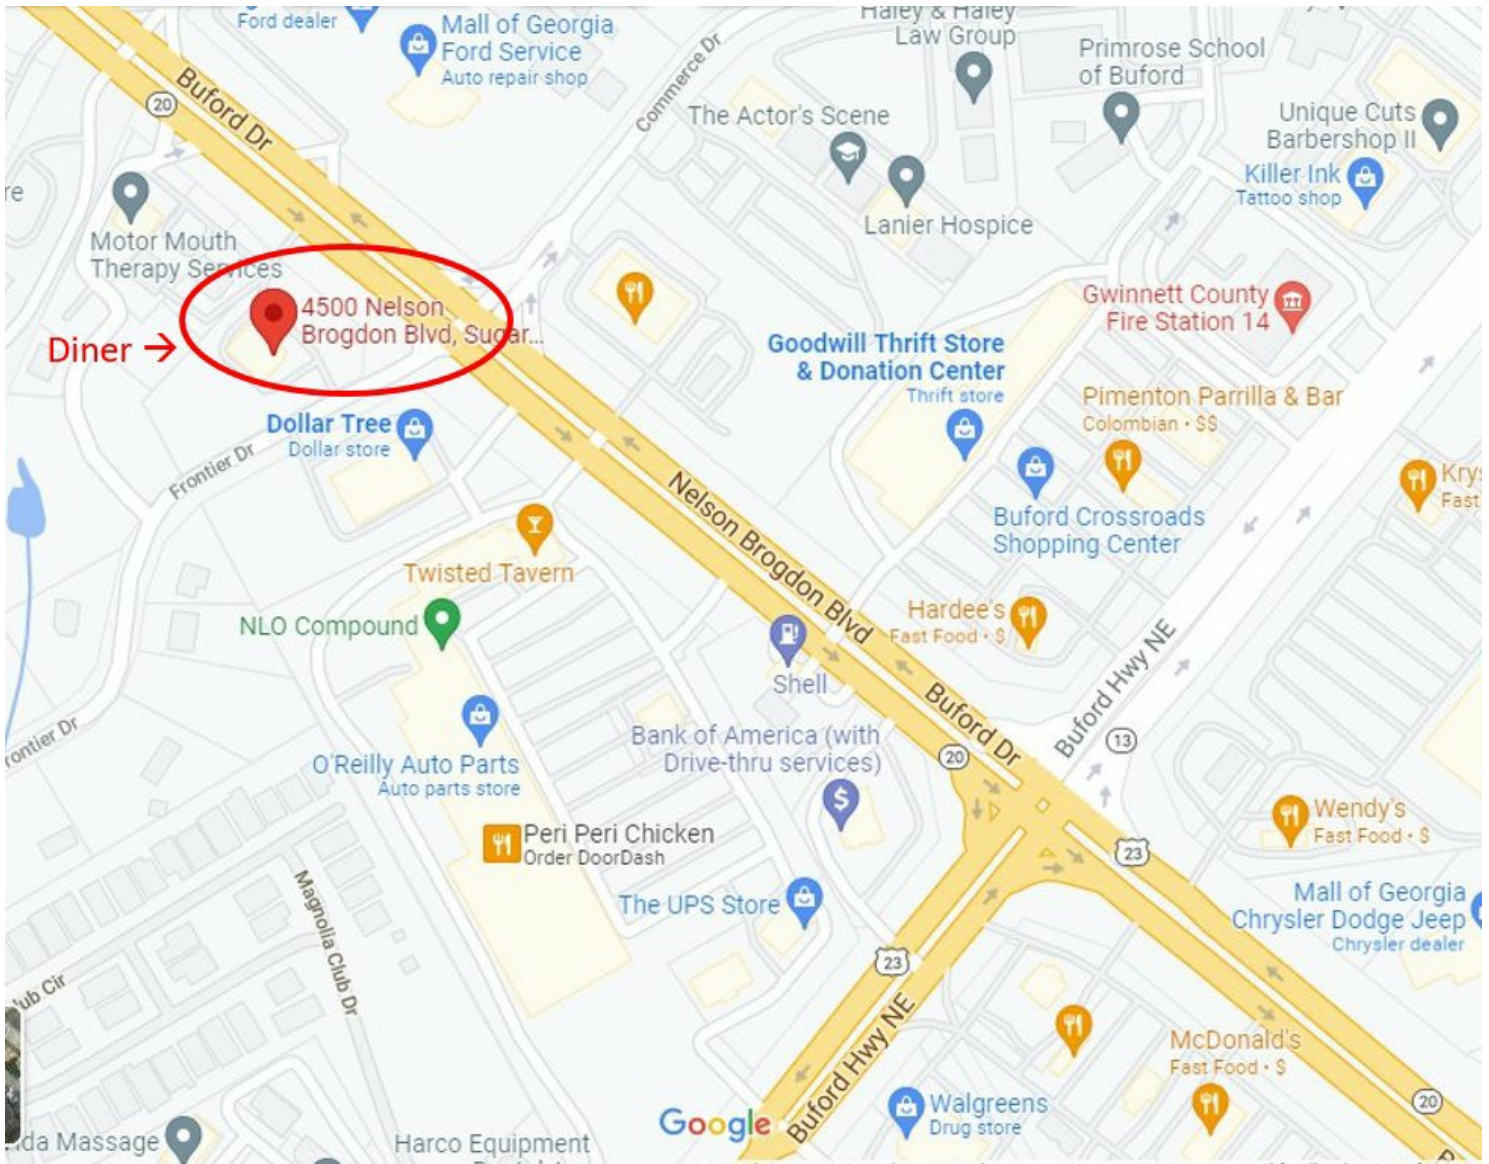 Ford dealer
Mall of Georgia
Ford Service
Auto repair shop
Haley & Haley
Law Group
Primrose School
of Buford
Commerce Dr
The Actor's Scene
Unique Cuts
Barbershop II
Killer Ink
Tattoo shop
20
Buford Dr
re
Lanier Hospice
Motor Mouth
Therapy Services
4500 Nelson
Brogdon Blvd, Sugar...
Diner →
Gwinnett County
Fire Station 14
Goodwill Thrift Store
& Donation Center
Thrift store
Pimenton Parrilla & Bar
Colombian • $$
Dollar Tree
Dollar store
Frontier Dr
Krys
Fast
Nelson Brogdon Blvd
Buford Crossroads
Shopping Center
Twisted Tavern
NLO Compound
Hardee's
Fast Food • $
Shell
Buford Hwy NE
Buford Dr
rontier Dr
13
20
Bank of America (with
Drive-thru services)
O'Reilly Auto Parts
Auto parts store
Wendy's
Fast Food • $
Peri Peri Chicken
Order DoorDash
23
Magnolia Club Dr
The UPS Store
Mall of Georgia
Chrysler Dodge Jeep
Chrysler dealer
23
lub Cir
Buford Hwy NE
McDonald's
Fast Food • $
Walgreens
Drug store
20
Google
da Massage
Harco Equipment